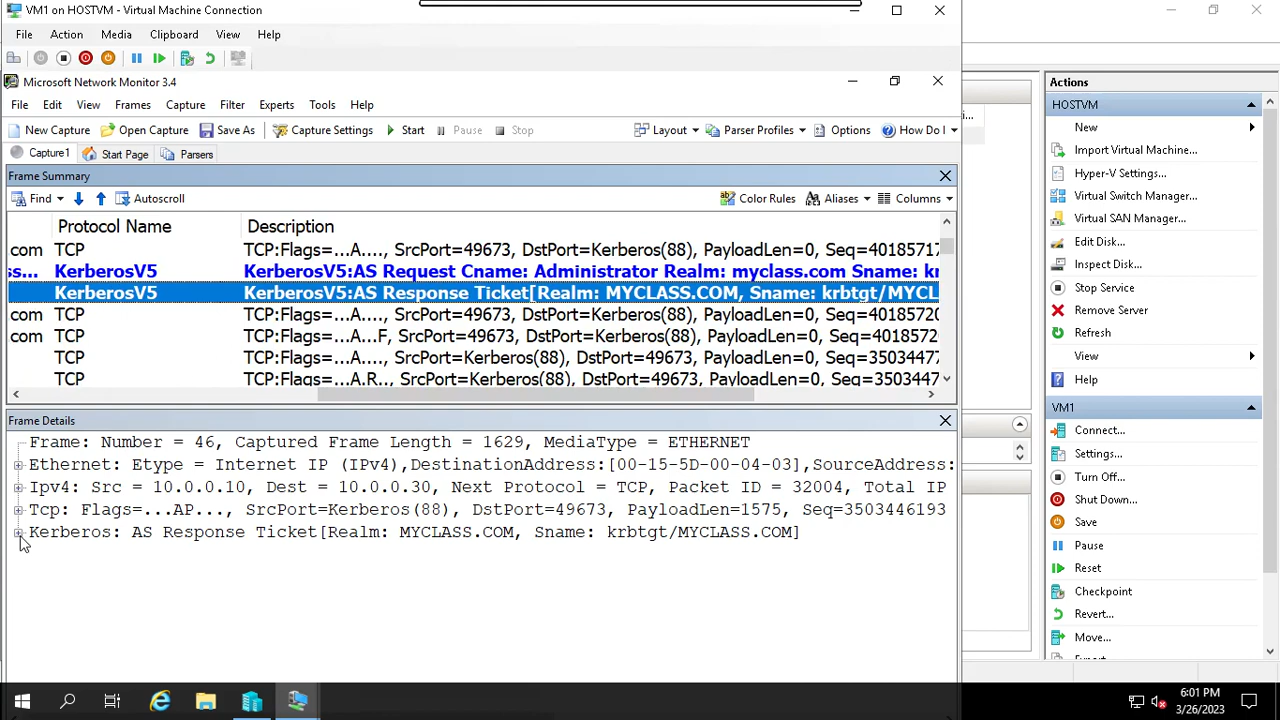 VM1 on HOSTVM - Virtual Machine Connection
File Action Media Clipboard View Help
Microsoft Network Monitor 3.4
File Edit View Frames Capture Filter Experts Tools Help
New Capture Open Capture Save As Capture Settings Start Pause Stop Layout Parser Profiles Options How Do I
Capture1 Start Page Parsers
Frame Summary
Find Autoscroll Color Rules Aliases Columns
Protocol Name Description
com TCP TCP:Flags=...A...., SrcPort=49673, DstPort=Kerberos(88), PayloadLen=0, Seq=40185717
ss... KerberosV5 KerberosV5:AS Request Cname: Administrator Realm: myclass.com Sname: kr
KerberosV5 KerberosV5:AS Response Ticket[Realm: MYCLASS.COM, Sname: krbtgt/MYCL
com TCP TCP:Flags=...A...., SrcPort=49673, DstPort=Kerberos(88), PayloadLen=0, Seq=40185720
com TCP TCP:Flags=...A...F, SrcPort=49673, DstPort=Kerberos(88), PayloadLen=0, Seq=40185720
TCP TCP:Flags=...A...., SrcPort=Kerberos(88), DstPort=49673, PayloadLen=0, Seq=35034477
TCP TCP:Flags=...A.R.., SrcPort=Kerberos(88), DstPort=49673, PayloadLen=0, Seq=35034477
Frame Details
Frame: Number = 46, Captured Frame Length = 1629, MediaType = ETHERNET
Ethernet: Etype = Internet IP (IPv4),DestinationAddress:[00-15-5D-00-04-03],SourceAddress:
Ipv4: Src = 10.0.0.10, Dest = 10.0.0.30, Next Protocol = TCP, Packet ID = 32004, Total IP
Tcp: Flags=...AP..., SrcPort=Kerberos(88), DstPort=49673, PayloadLen=1575, Seq=3503446193
Kerberos: AS Response Ticket[Realm: MYCLASS.COM, Sname: krbtgt/MYCLASS.COM]
Actions
HOSTVM
New
Import Virtual Machine...
Hyper-V Settings...
Virtual Switch Manager...
Virtual SAN Manager...
Edit Disk...
Inspect Disk...
Stop Service
Remove Server
Refresh
View
Help
VM1
Connect...
Settings...
Turn Off...
Shut Down...
Save
Pause
Reset
Checkpoint
Revert...
Move...
6:01 PM
3/26/2023